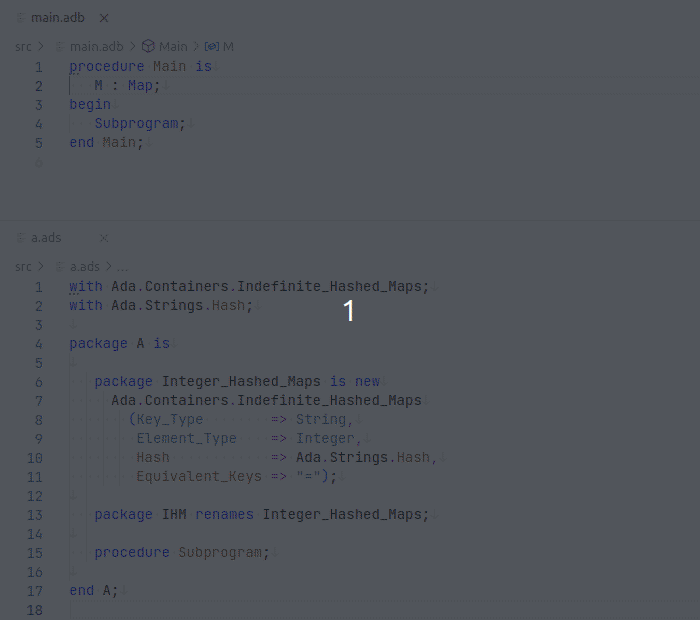 main.adb ×
src > main.adb > Main > M
1 procedure Main is
2 M : Map;
3 begin
4 Subprogram;
5 end Main;
6
a.ads ×
src > a.ads > ...
1 with Ada.Containers.Indefinite_Hashed_Maps;
2 with Ada.Strings.Hash;
3
4 package A is
5
6 package Integer_Hashed_Maps is new
7 Ada.Containers.Indefinite_Hashed_Maps
8 (Key_Type => String,
9 Element_Type => Integer,
10 Hash => Ada.Strings.Hash,
11 Equivalent_Keys => "=");
12
13 package IHM renames Integer_Hashed_Maps;
14
15 procedure Subprogram;
16
17 end A;
18
1